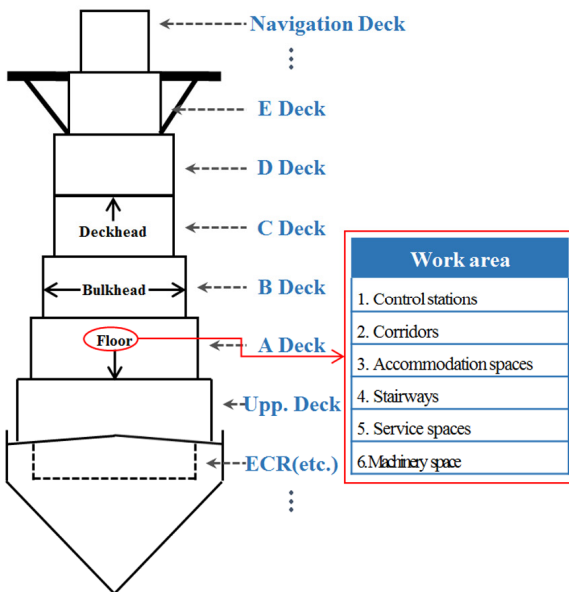 Navigation Deck
E Deck
D Deck
Deckhead
C Deck
Bulkhead
B Deck
Floor
A Deck
Upp. Deck
ECR(etc.)
Work area
1. Control stations
2. Corridors
3. Accommodation spaces
4. Stairways
5. Service spaces
6.Machinery space